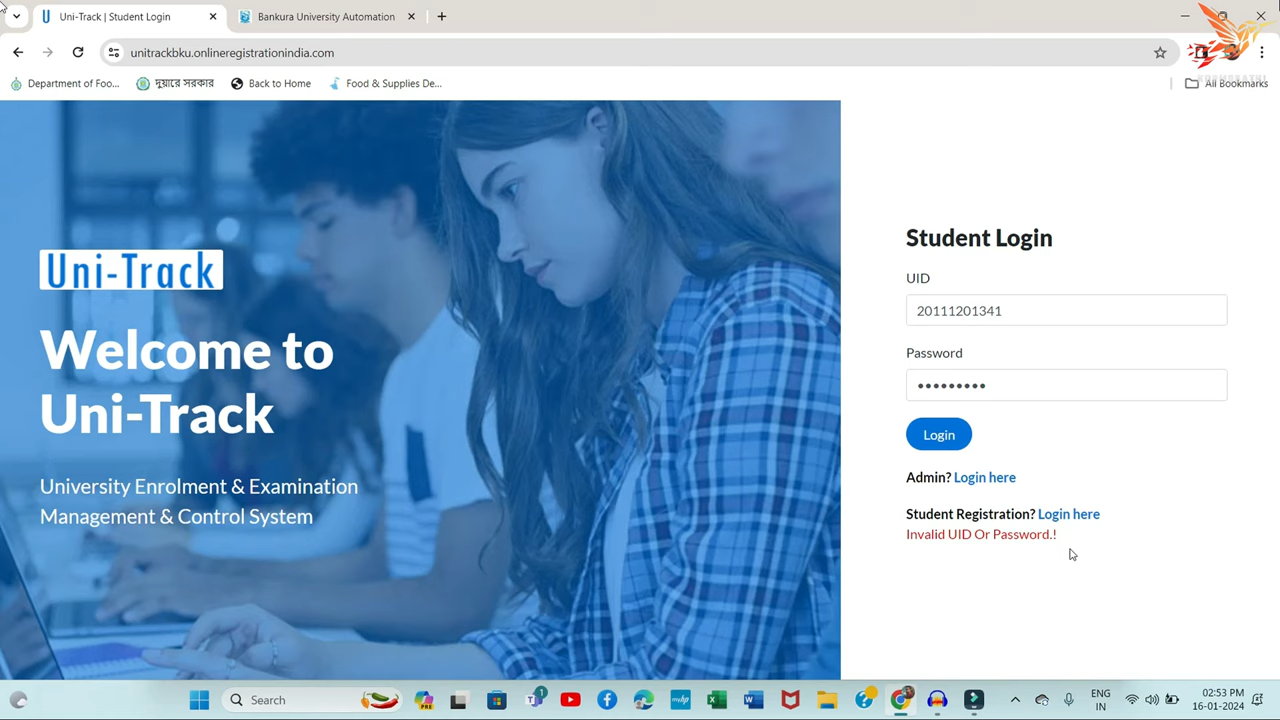 Uni-Track | Student Login
Bankura University Automation
unitrackbku.onlineregistrationindia.com
Department of Foo...
দুয়ারে সরকার
Back to Home
Food & Supplies De...
All Bookmarks
Uni-Track
Welcome to
Uni-Track
University Enrolment & Examination
Management & Control System
Student Login
UID
20111201341
Password
•••••••••
Login
Admin? Login here
Student Registration? Login here
Invalid UID Or Password.!
Search
ENG
IN
02:53 PM
16-01-2024